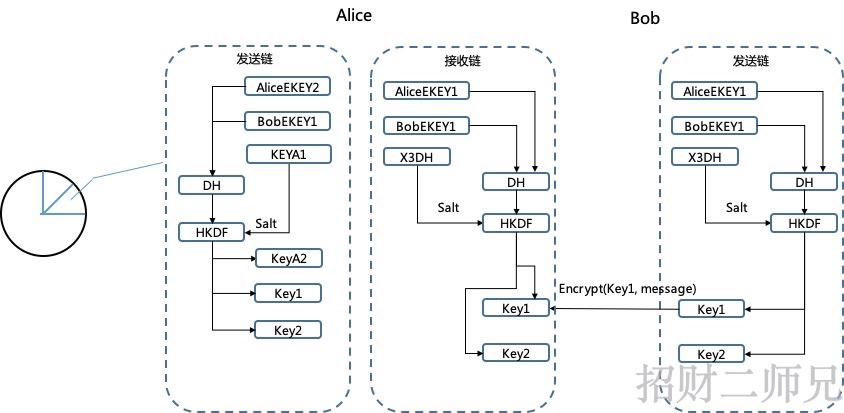 Alice
Bob
发送链
AliceEKEY2
BobEKEY1
KEYA1
DH
Salt
HKDF
KeyA2
Key1
Key2
接收链
AliceEKEY1
BobEKEY1
X3DH
DH
Salt
HKDF
Key1
Key2
Encrypt(Key1, message)
发送链
AliceEKEY1
BobEKEY1
X3DH
DH
Salt
HKDF
Key1
Key2
招财二师兄